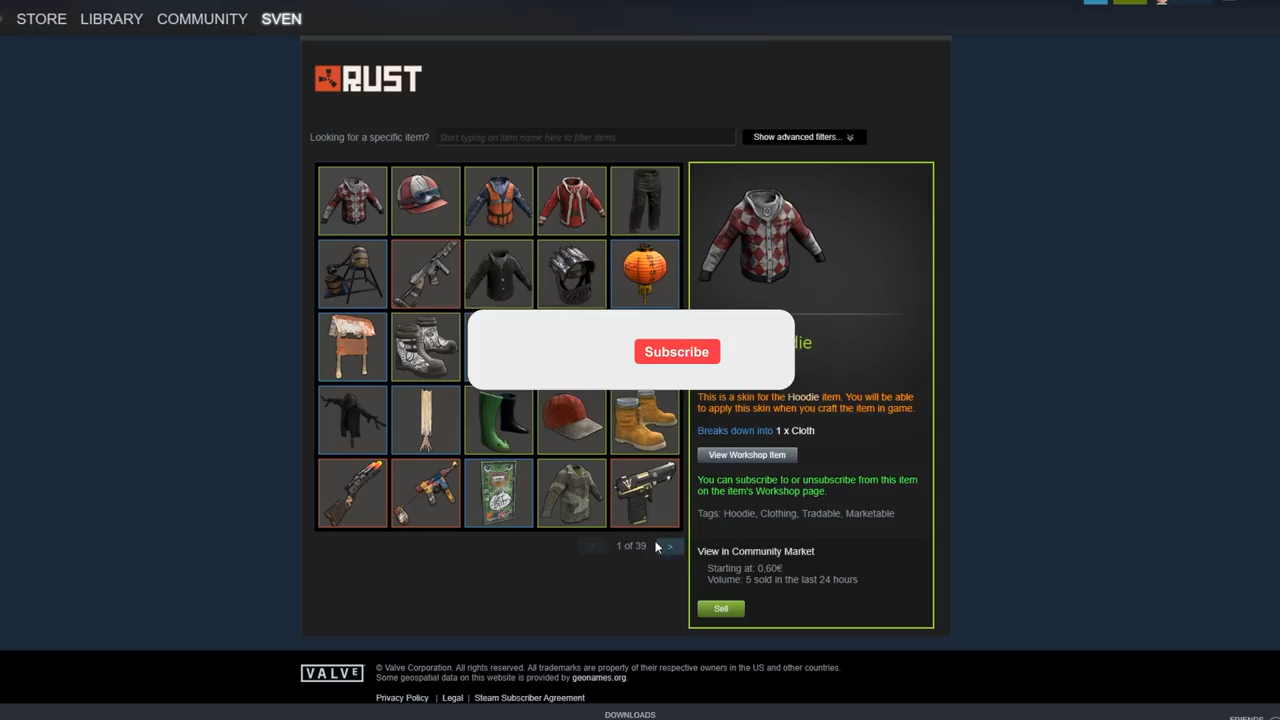 STORE LIBRARY COMMUNITY SVEN
RUST
Looking for a specific item? Start typing an item name here to filter items Show advanced filters...
die
Subscribe
This is a skin for the Hoodie item. You will be able
to apply this skin when you craft the item in game.
Breaks down into 1 x Cloth
View Workshop Item
You can subscribe to or unsubscribe from this item
on the item's Workshop page.
Tags: Hoodie, Clothing, Tradable, Marketable
< 1 of 39 >
View in Community Market
Starting at: 0,60€
Volume: 5 sold in the last 24 hours
Sell
VALVE
© Valve Corporation. All rights reserved. All trademarks are property of their respective owners in the US and other countries.
Some geospatial data on this website is provided by geonames.org.
Privacy Policy | Legal | Steam Subscriber Agreement
DOWNLOADS
FRIENDS